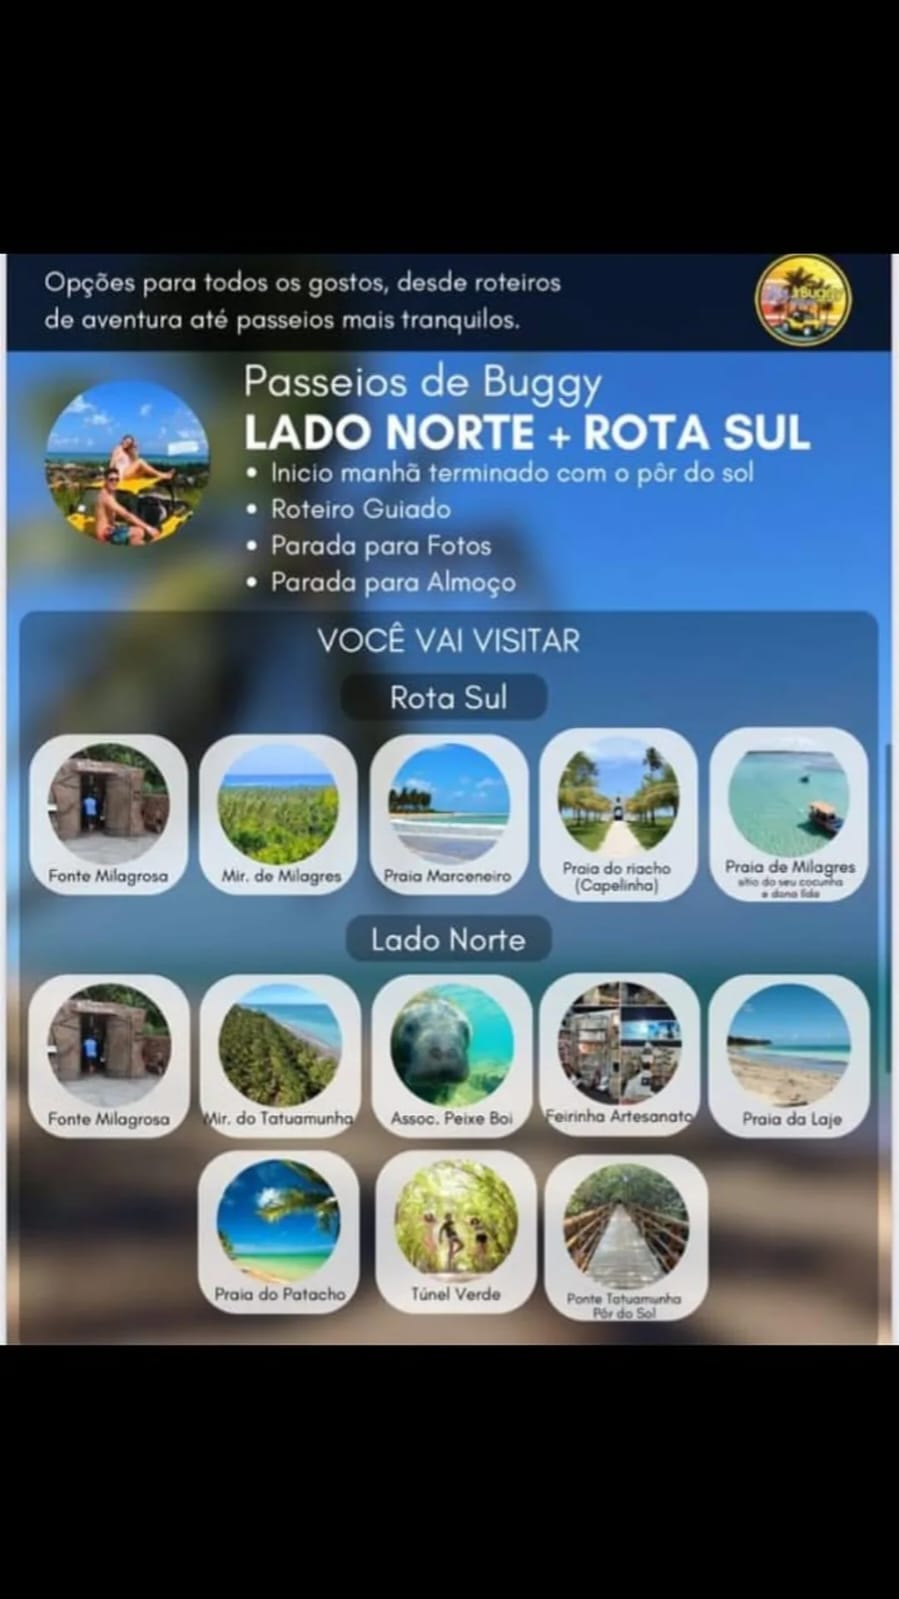 Opções para todos os gostos, desde roteiros
de aventura até passeios mais tranquilos.
Passeios de Buggy
LADO NORTE + ROTA SUL
• Inicio manhã terminado com o pôr do sol
• Roteiro Guiado
• Parada para Fotos
• Parada para Almoço
VOCÊ VAI VISITAR
Rota Sul
Fonte Milagrosa
Mir. de Milagres
Praia Marceneiro
Praia do riacho
(Capelinha)
Praia de Milagres
sítio do seu cocunha
e dona lida
Lado Norte
Fonte Milagrosa
Mir. do Tatuamunha
Assoc. Peixe Boi
Feirinha Artesanato
Praia da Laje
Praia do Patacho
Túnel Verde
Ponte Tatuamunha
Pôr do Sol